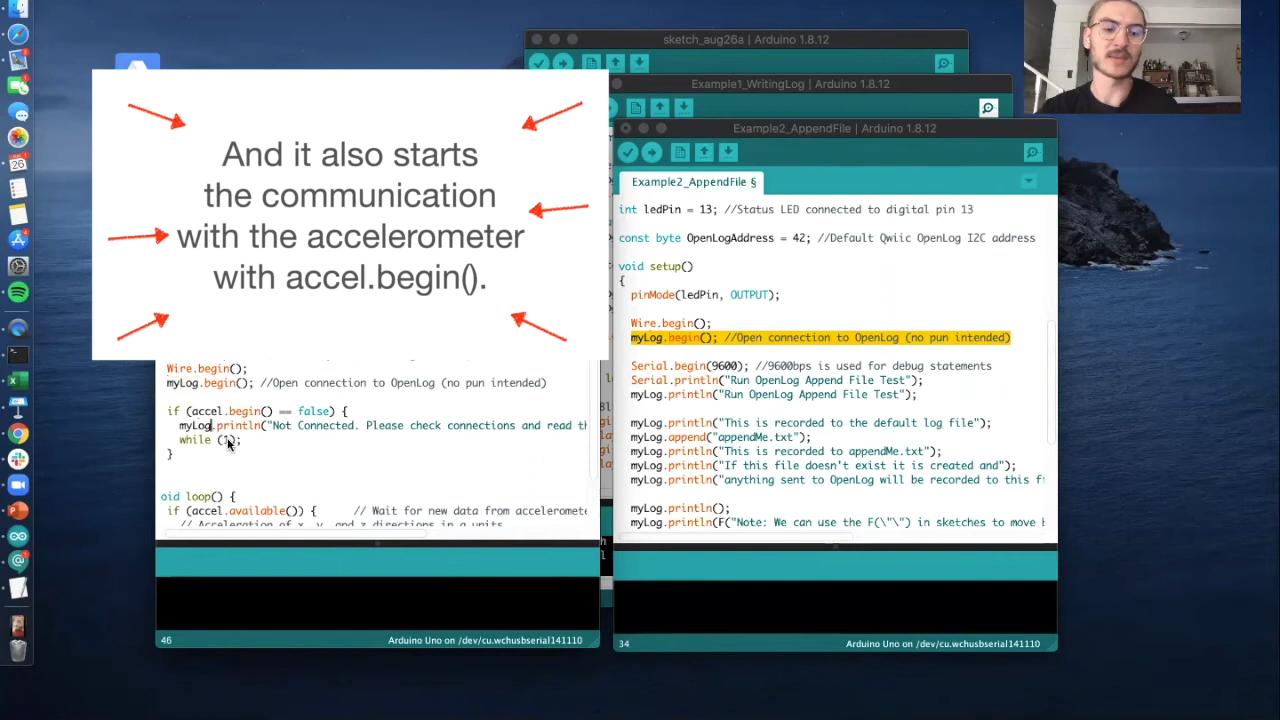 sketch_aug26a | Arduino 1.8.12
Example1_WritingLog | Arduino 1.8.12
Example2_AppendFile | Arduino 1.8.12
And it also starts
the communication
with the accelerometer
with accel.begin().
Wire.begin();
myLog.begin(); //Open connection to OpenLog (no pun intended)
if (accel.begin() == false) {
myLog.println("Not Connected. Please check connections and read th
while (1);
}
oid loop() {
if (accel.available()) { // Wait for new data from acceleromete
// Acceleration of x, y, and z directions in g units
46
Arduino Uno on /dev/cu.wchusbserial141110
Example2_AppendFile §
int ledPin = 13; //Status LED connected to digital pin 13
const byte OpenLogAddress = 42; //Default Qwiic OpenLog I2C address
void setup()
{
pinMode(ledPin, OUTPUT);
Wire.begin();
myLog.begin(); //Open connection to OpenLog (no pun intended)
Serial.begin(9600); //9600bps is used for debug statements
Serial.println("Run OpenLog Append File Test");
myLog.println("Run OpenLog Append File Test");
myLog.println("This is recorded to the default log file");
myLog.append("appendMe.txt");
myLog.println("This is recorded to appendMe.txt");
myLog.println("If this file doesn't exist it is created and");
myLog.println("anything sent to OpenLog will be recorded to this f
myLog.println();
myLog.println(F("Note: We can use the F(\"\") in sketches to move
34
Arduino Uno on /dev/cu.wchusbserial141110